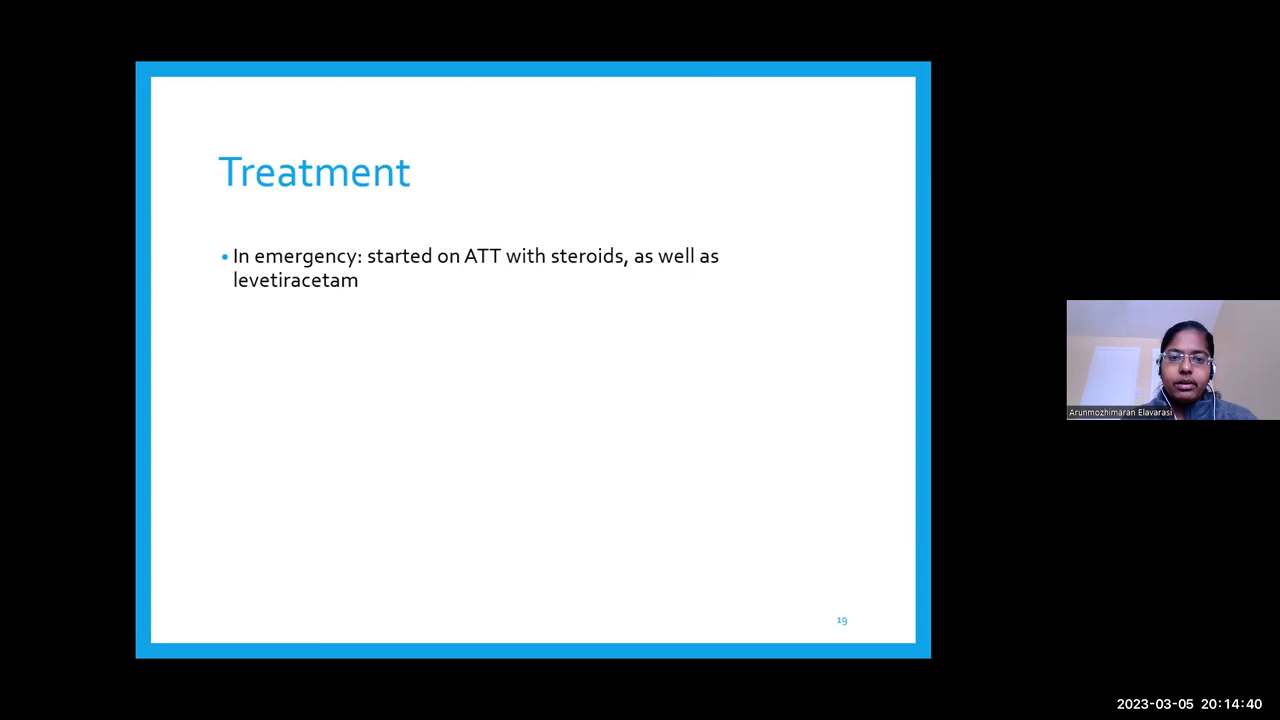 Treatment
• In emergency: started on ATT with steroids, as well as
levetiracetam
19
Arunmozhimaran Elavarasi
2023-03-05 20:14:40